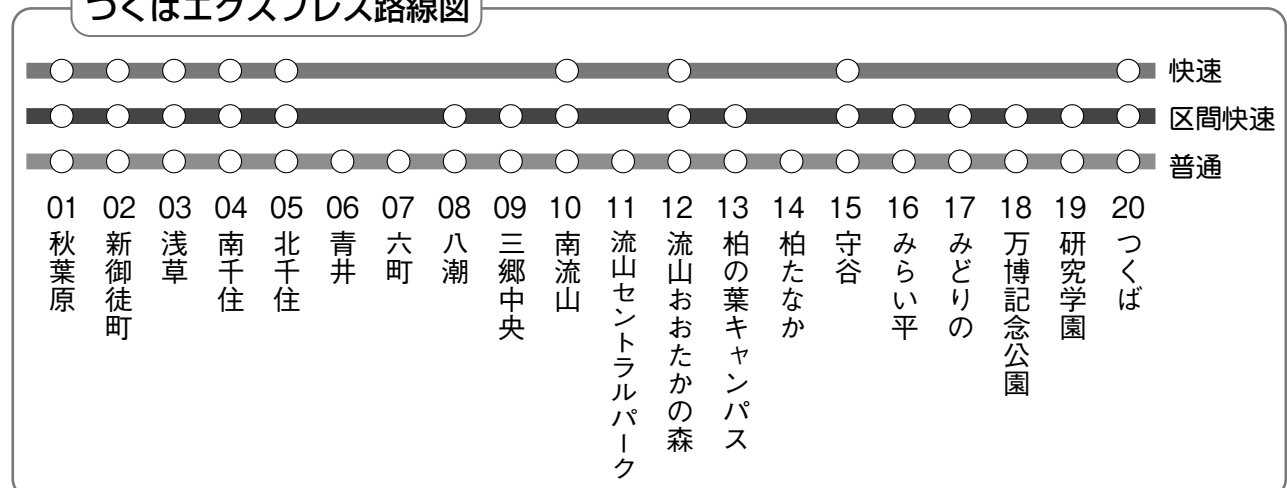 つくばエクスプレス路線図
快速
区間快速
普通
01 02 03 04 05 06 07 08 09 10 11 12 13 14 15 16 17 18 19 20
秋葉原
新御徒町
浅草
南千住
北千住
青井
六町
八潮
三郷中央
南流山
流山セントラルパーク
流山おおたかの森
柏の葉キャンパス
柏たなか
守谷
みらい平
みどりの
万博記念公園
研究学園
つくば